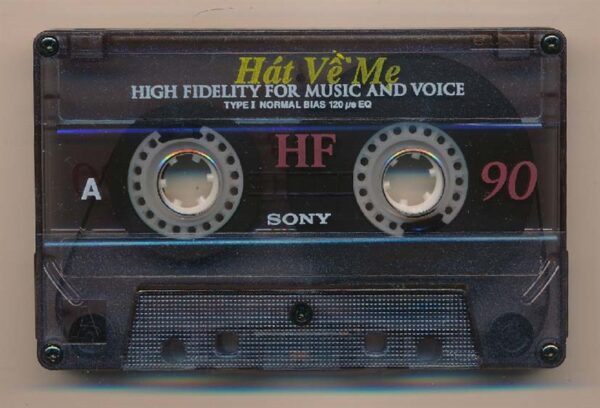 Hát Về Mẹ
HIGH FIDELITY FOR MUSIC AND VOICE
TYPE I NORMAL BIAS 120 µs EQ
HF
A
90
SONY
A